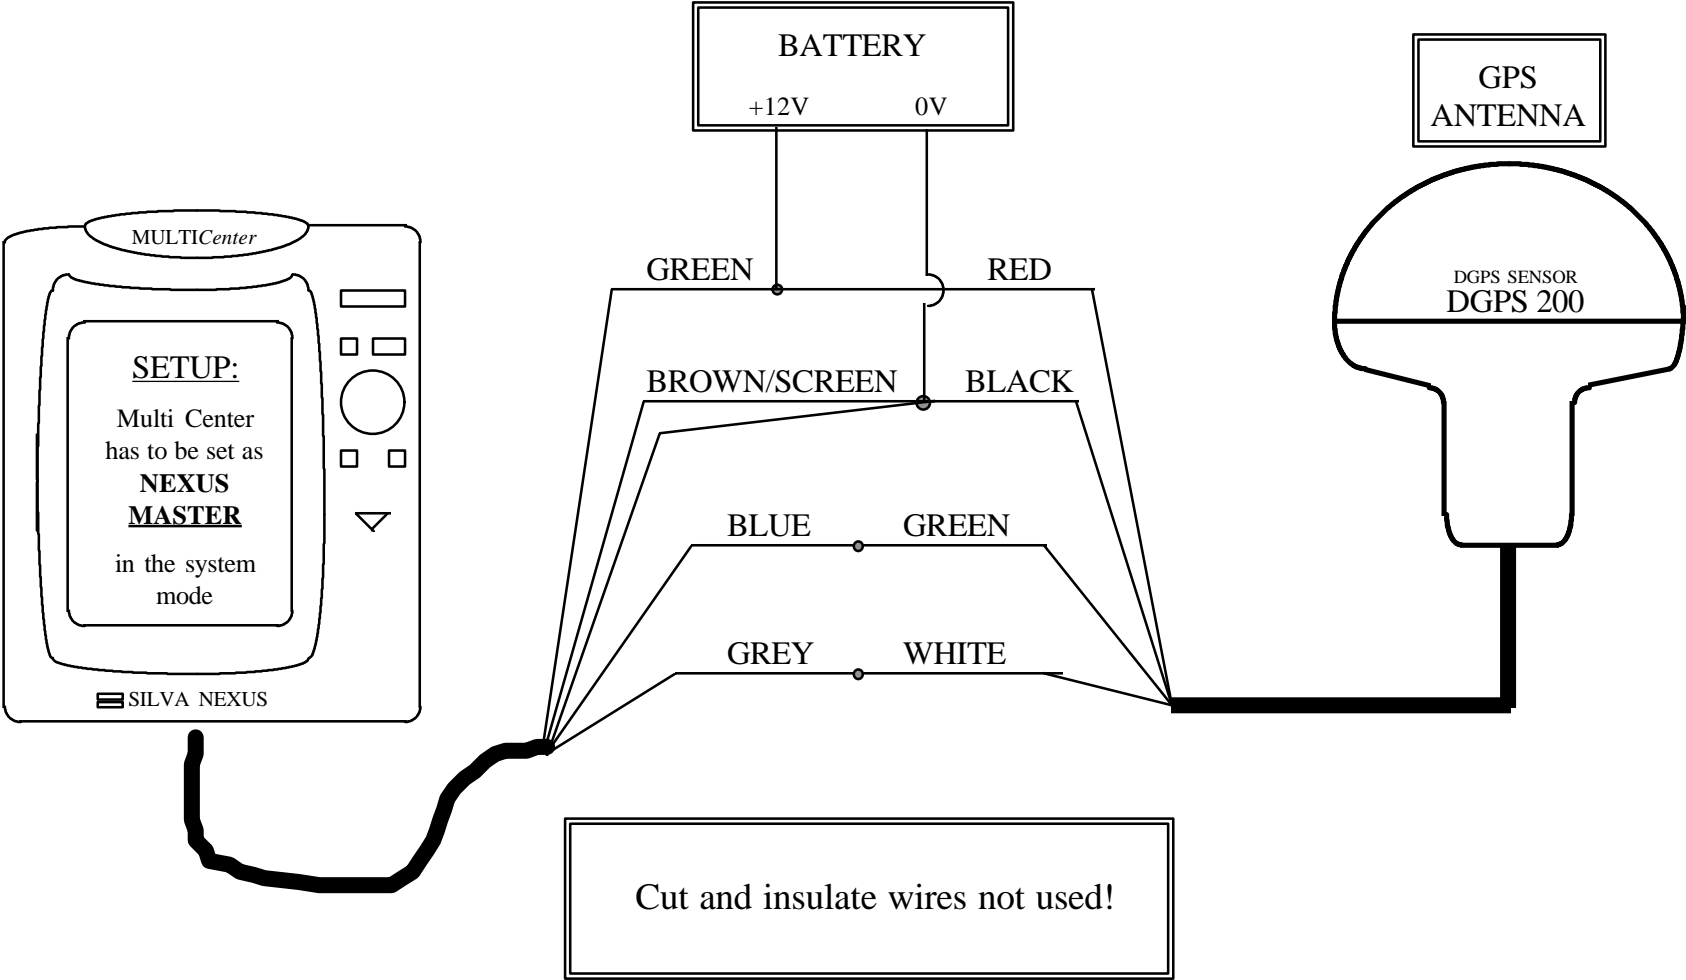 BATTERY
+12V 0V
GPS
ANTENNA
MULTICenter
GREEN RED
DGPS SENSOR
DGPS 200
SETUP:
Multi Center
has to be set as
NEXUS
MASTER
in the system
mode
BROWN/SCREEN BLACK
BLUE GREEN
GREY WHITE
SILVA NEXUS
Cut and insulate wires not used!